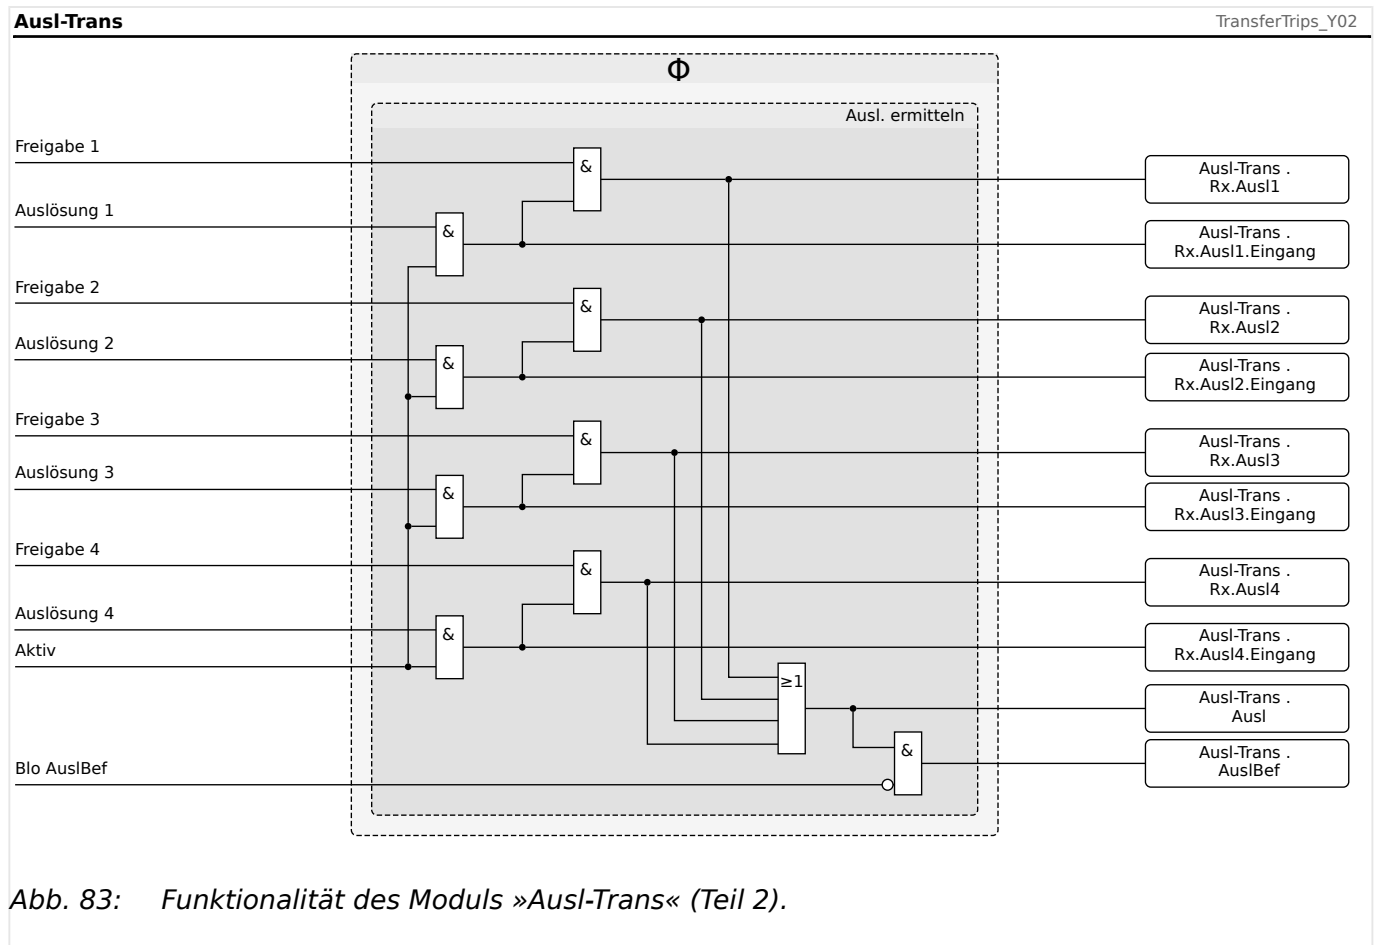 Ausl-Trans
TransferTrips_Y02
Φ
Ausl. ermitteln
Freigabe 1
&
Ausl-Trans .
Rx.Ausl1
Auslösung 1
&
Ausl-Trans .
Rx.Ausl1.Eingang
Freigabe 2
&
Ausl-Trans .
Rx.Ausl2
Auslösung 2
&
Ausl-Trans .
Rx.Ausl2.Eingang
Freigabe 3
&
Ausl-Trans .
Rx.Ausl3
Auslösung 3
&
Ausl-Trans .
Rx.Ausl3.Eingang
Freigabe 4
&
Ausl-Trans .
Rx.Ausl4
Auslösung 4
&
Ausl-Trans .
Rx.Ausl4.Eingang
Aktiv
≥1
Ausl-Trans .
Ausl
&
Ausl-Trans .
AuslBef
Blo AuslBef
Abb. 83: Funktionalität des Moduls »Ausl-Trans« (Teil 2).